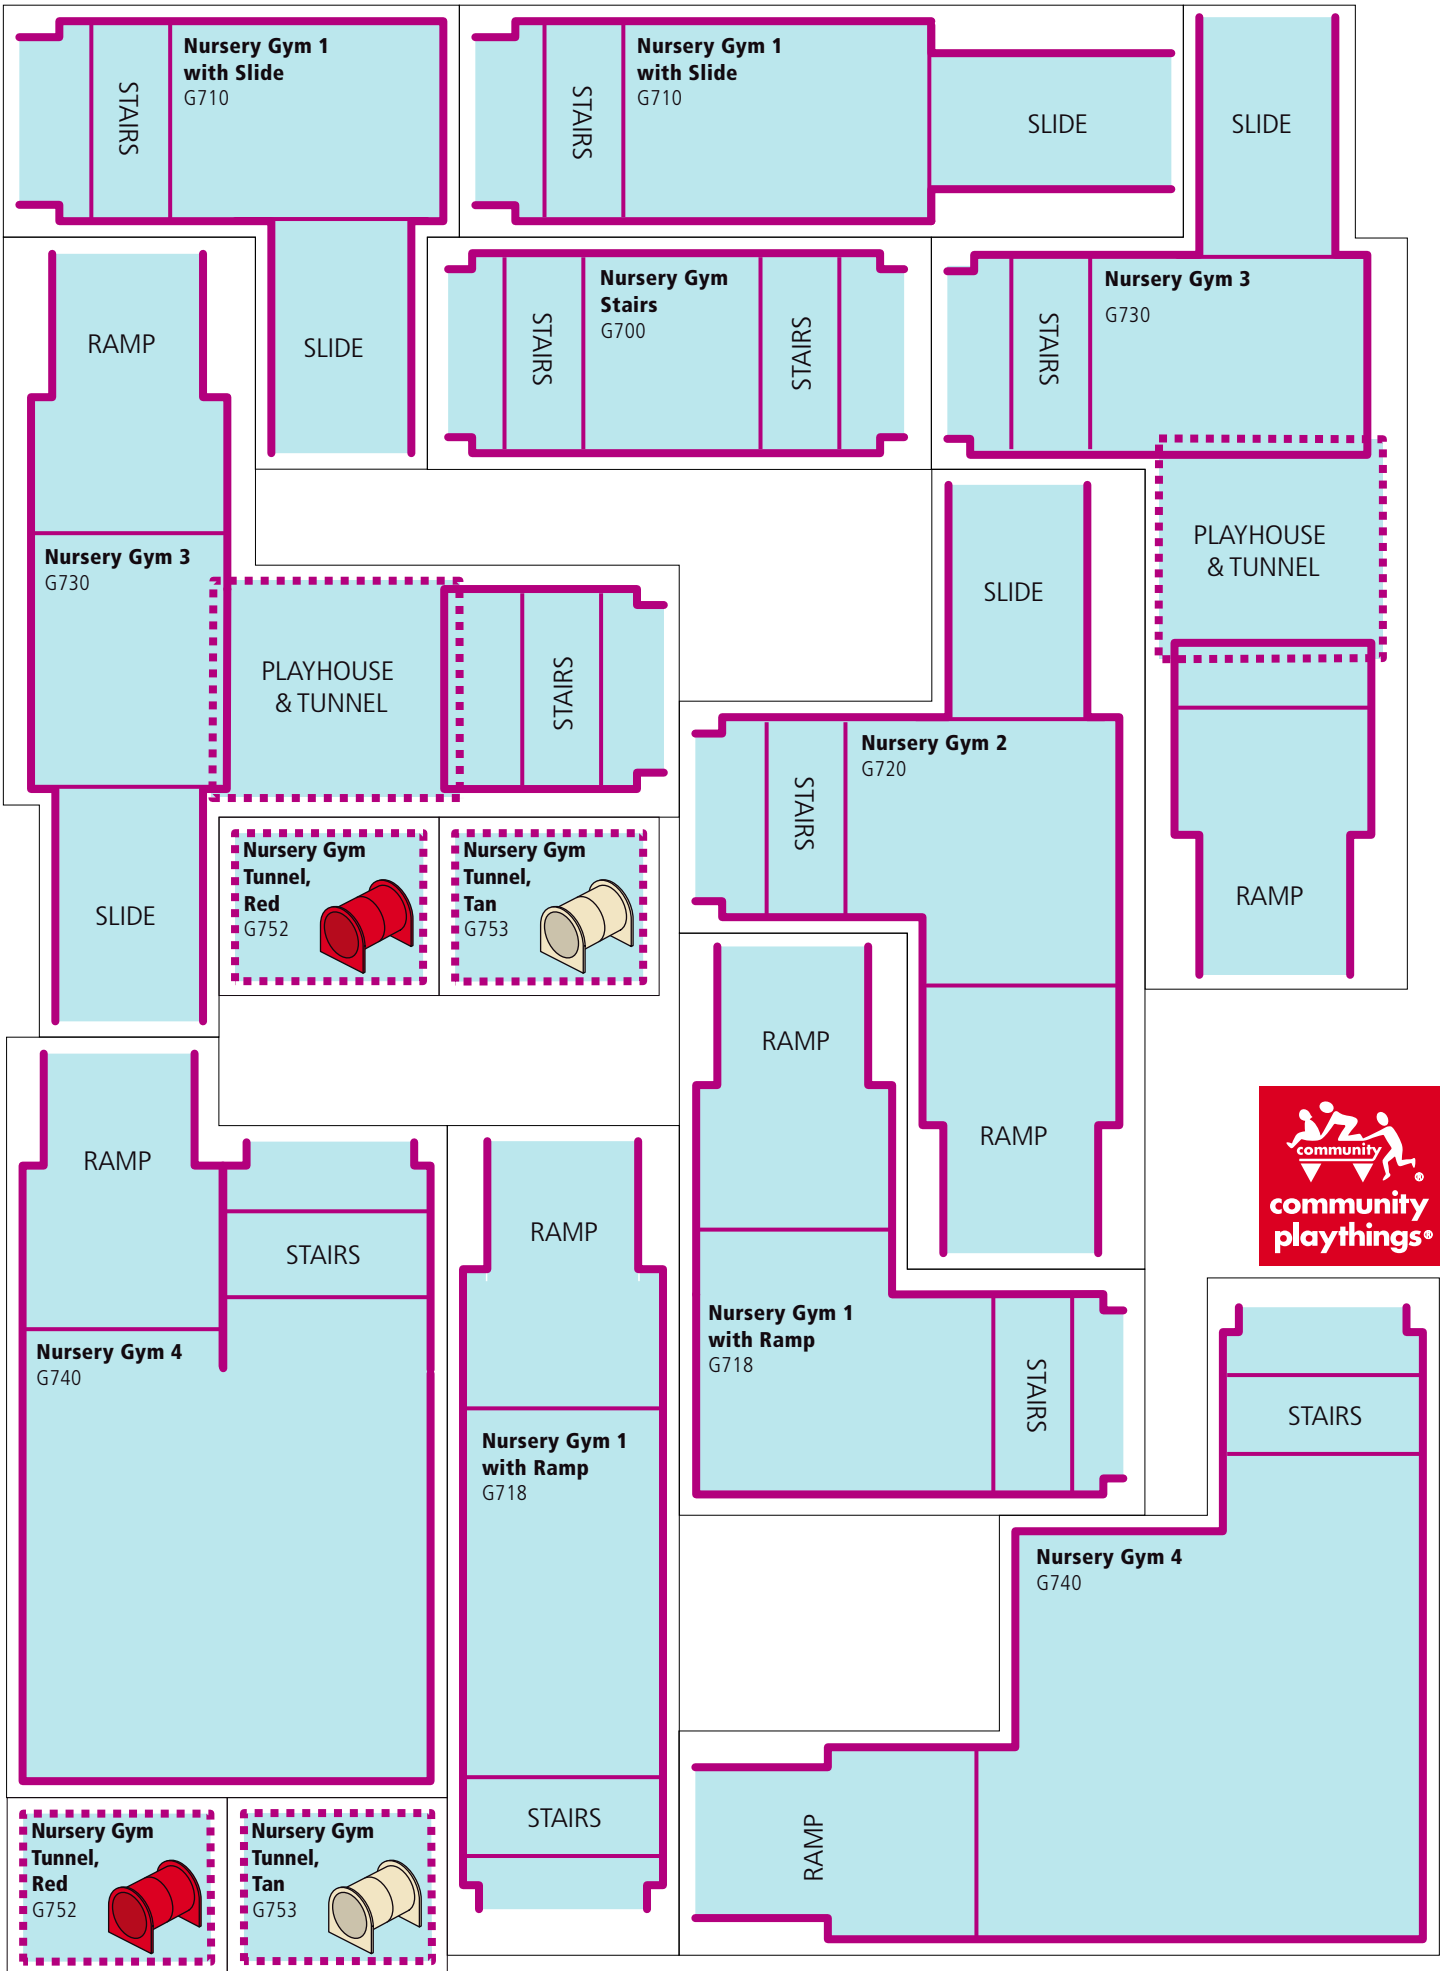 Nursery Gym 1
with Slide
G710
STAIRS
SLIDE
Nursery Gym 1
with Slide
G710
STAIRS
SLIDE
SLIDE
Nursery Gym 3
G730
STAIRS
PLAYHOUSE
& TUNNEL
RAMP
Nursery Gym
Stairs
G700
STAIRS
STAIRS
RAMP
Nursery Gym 3
G730
PLAYHOUSE
& TUNNEL
STAIRS
SLIDE
SLIDE
Nursery Gym 2
G720
STAIRS
RAMP
Nursery Gym
Tunnel,
Red
G752
Nursery Gym
Tunnel,
Tan
G753
RAMP
Nursery Gym 1
with Ramp
G718
STAIRS
community
®
community
playthings®
RAMP
STAIRS
Nursery Gym 4
G740
RAMP
Nursery Gym 1
with Ramp
G718
STAIRS
STAIRS
Nursery Gym 4
G740
RAMP
Nursery Gym
Tunnel,
Red
G752
Nursery Gym
Tunnel,
Tan
G753